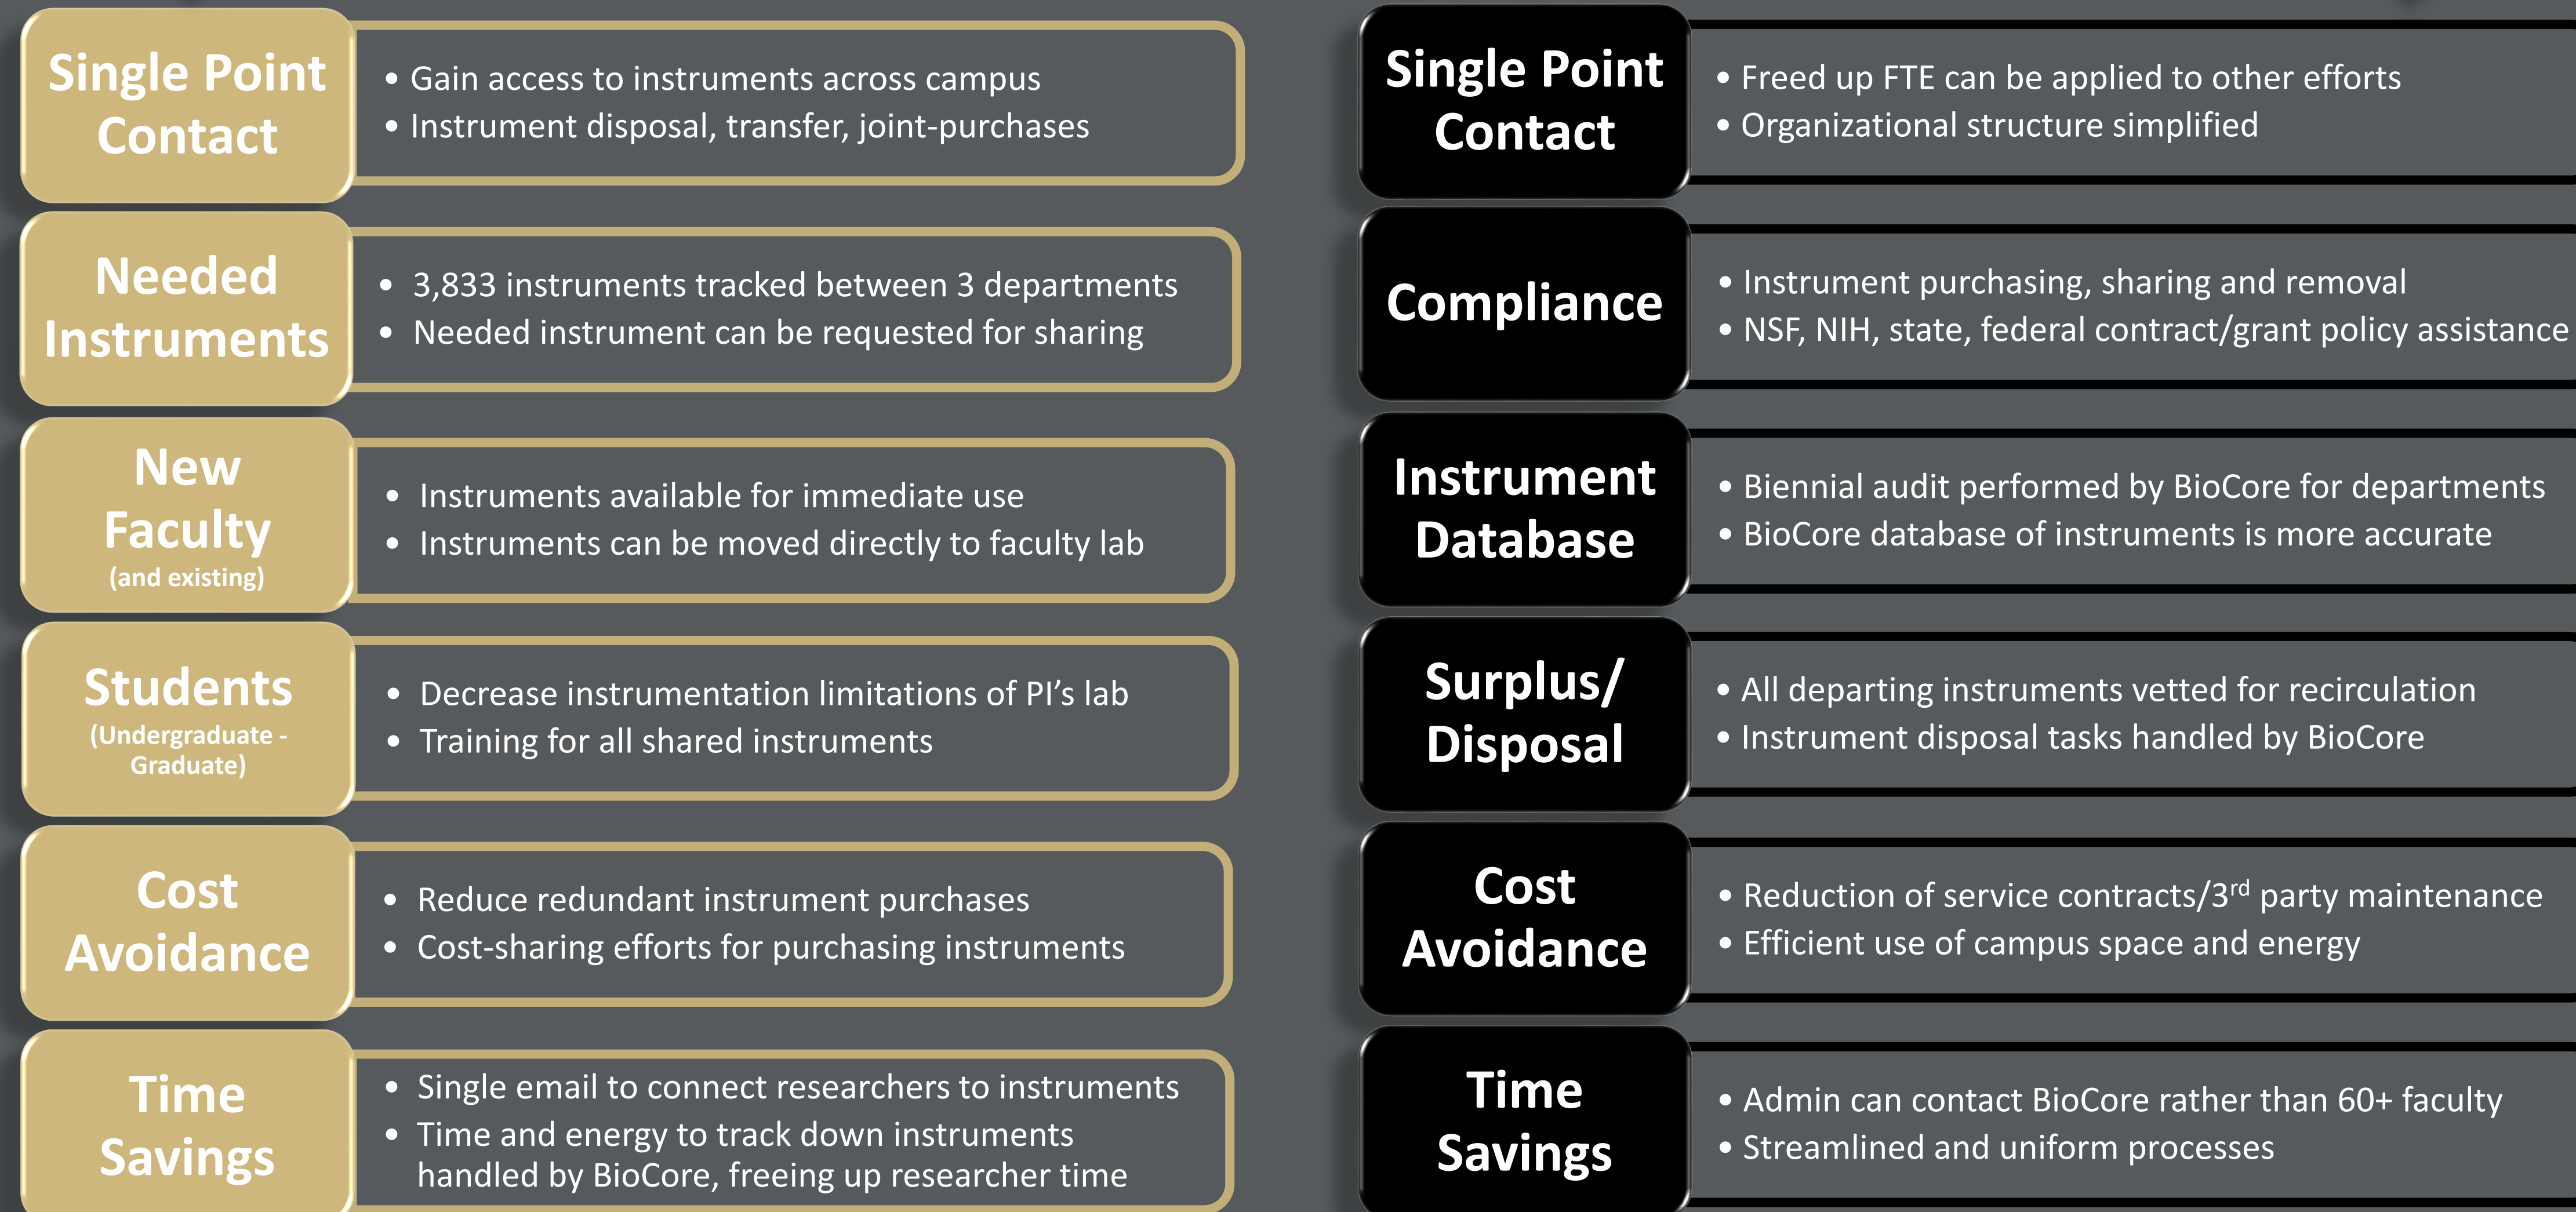 Single Point
Contact
• Gain access to instruments across campus
• Instrument disposal, transfer, joint-purchases
Needed
Instruments
• 3,833 instruments tracked between 3 departments
• Needed instrument can be requested for sharing
New
Faculty
(and existing)
• Instruments available for immediate use
• Instruments can be moved directly to faculty lab
Students
(Undergraduate -
Graduate)
• Decrease instrumentation limitations of PI’s lab
• Training for all shared instruments
Cost
Avoidance
• Reduce redundant instrument purchases
• Cost-sharing efforts for purchasing instruments
Time
Savings
• Single email to connect researchers to instruments
• Time and energy to track down instruments
handled by BioCore, freeing up researcher time
Single Point
Contact
• Freed up FTE can be applied to other efforts
• Organizational structure simplified
Compliance
• Instrument purchasing, sharing and removal
• NSF, NIH, state, federal contract/grant policy assistance
Instrument
Database
• Biennial audit performed by BioCore for departments
• BioCore database of instruments is more accurate
Surplus/
Disposal
• All departing instruments vetted for recirculation
• Instrument disposal tasks handled by BioCore
Cost
Avoidance
• Reduction of service contracts/3rd party maintenance
• Efficient use of campus space and energy
Time
Savings
• Admin can contact BioCore rather than 60+ faculty
• Streamlined and uniform processes